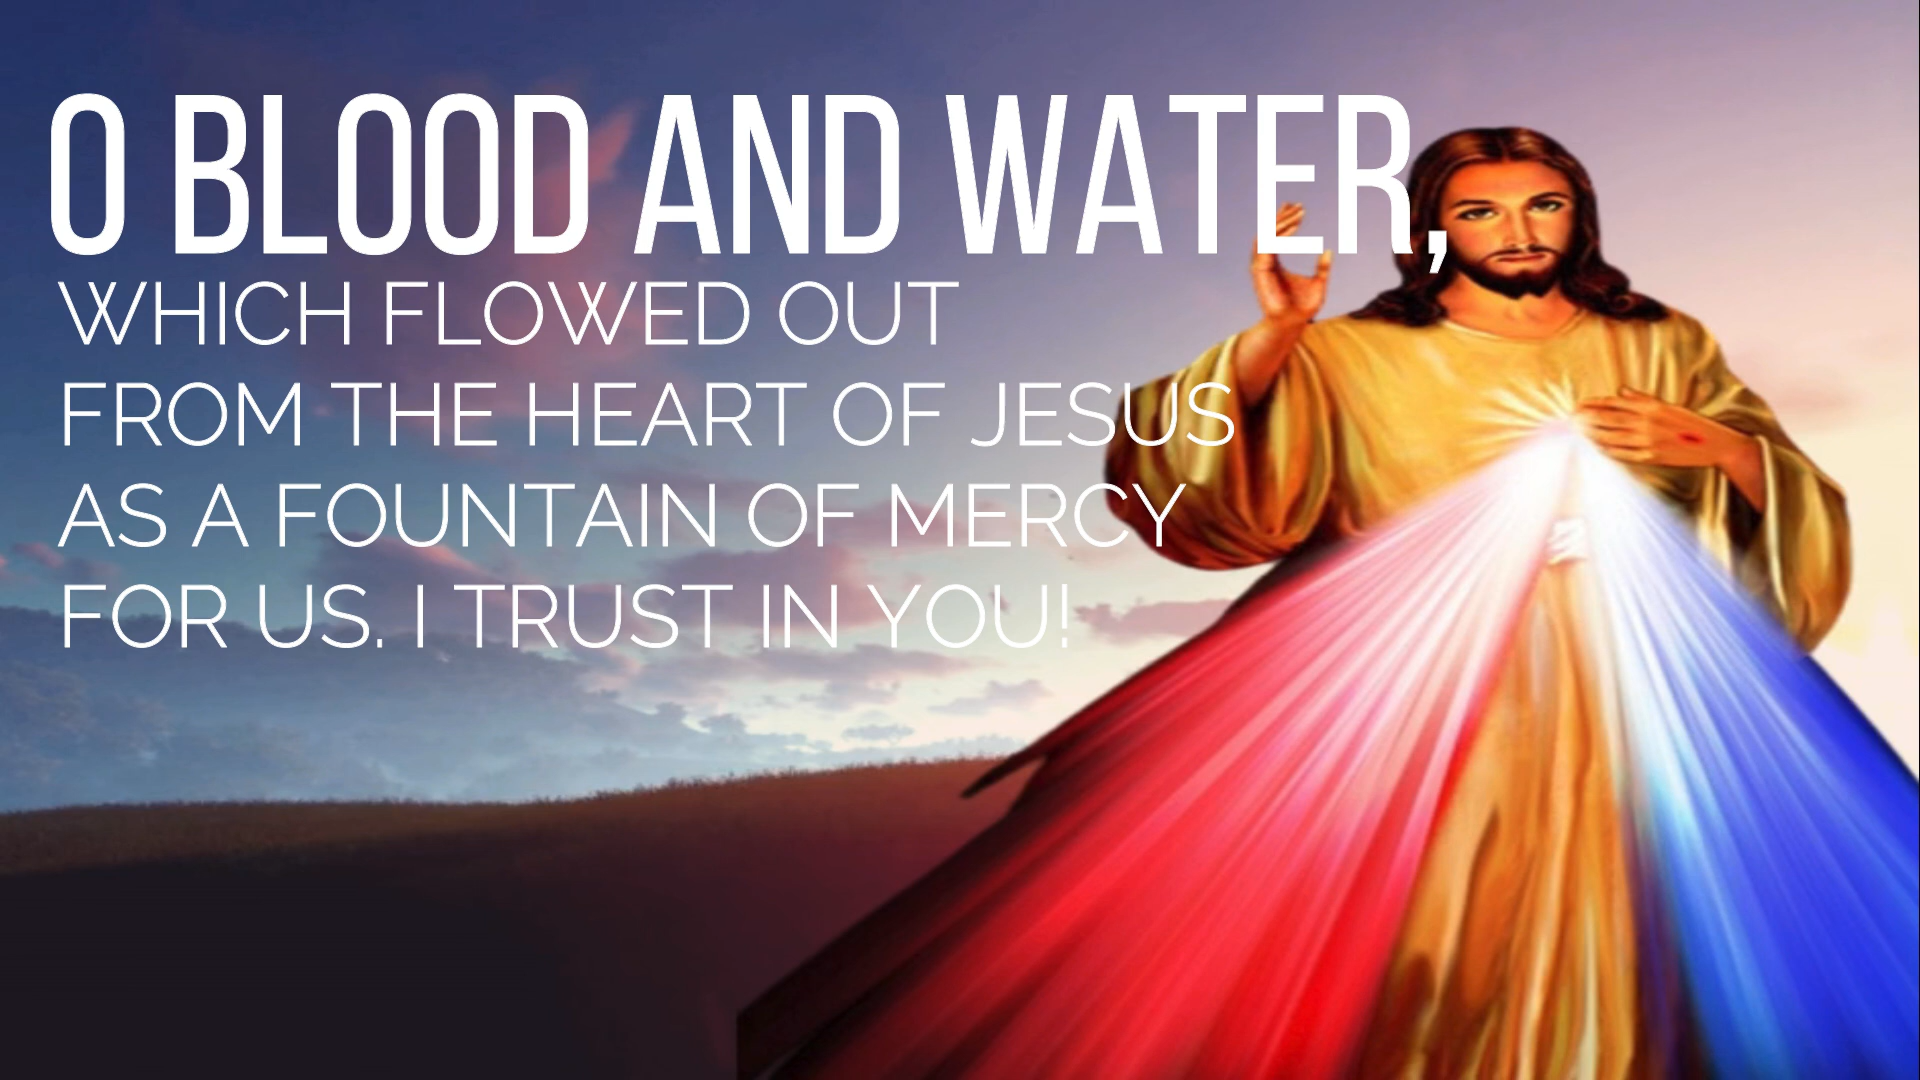 O BLOOD AND WATER,
WHICH FLOWED OUT
FROM THE HEART OF JESUS
AS A FOUNTAIN OF MERCY
FOR US. I TRUST IN YOU!